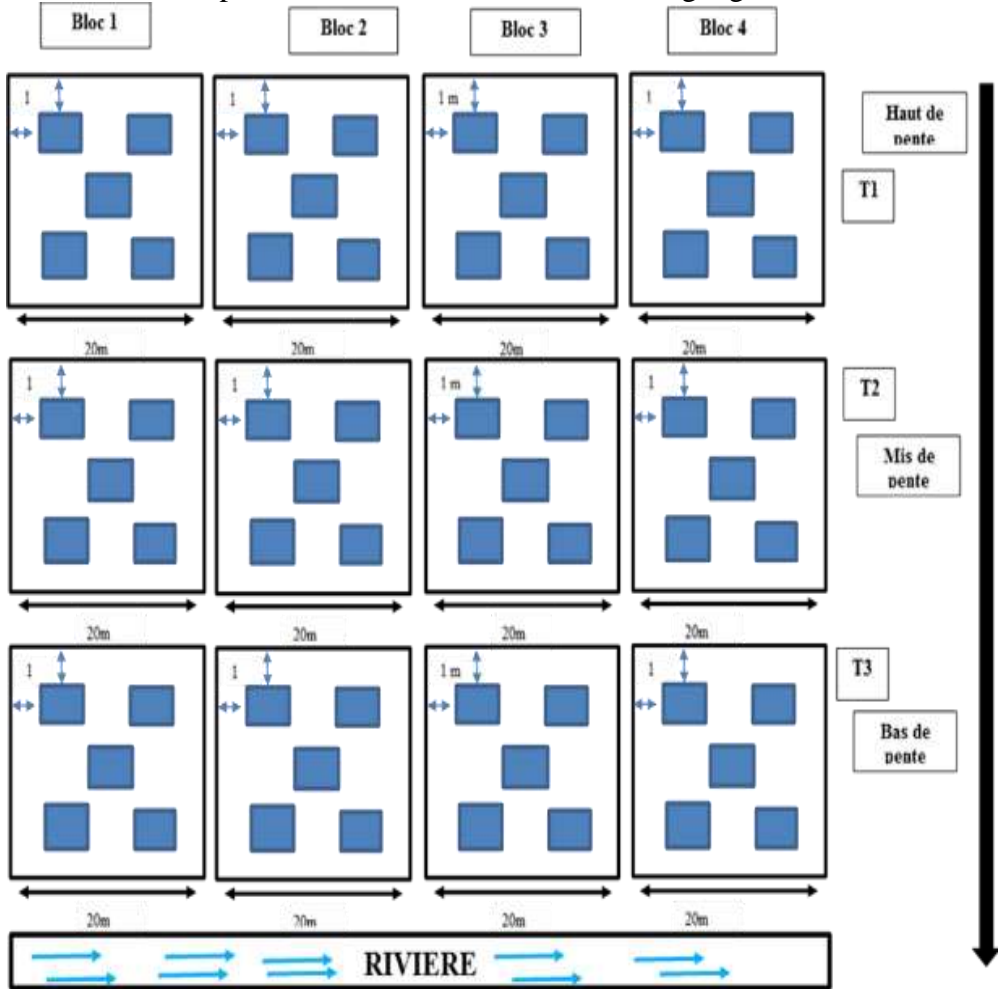 Bloc 1
Bloc 2
Bloc 3
Bloc 4
1
1
1 m
1
Haut de
pente
T1
20m
20m
20m
20m
1
1
1 m
1
T2
Mis de
pente
20m
20m
20m
20m
1
1
1 m
1
T3
Bas de
pente
20m
20m
20m
20m
RIVIERE